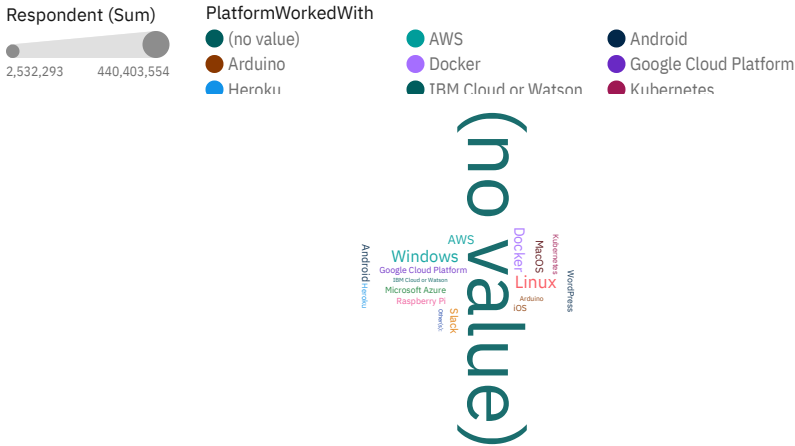 Respondent (Sum)
2,532,293 440,403,554
PlatformWorkedWith
(no value) AWS Android
Arduino Docker Google Cloud Platform
Heroku IBM Cloud or Watson Kubernetes
(no value)
AWS
Windows
Google Cloud Platform
IBM Cloud or Watson
Microsoft Azure
Raspberry Pi
Android
Heroku
Other(s):
Slack
Docker
MacOS
Kubernetes
Linux
Arduino
iOS
WordPress